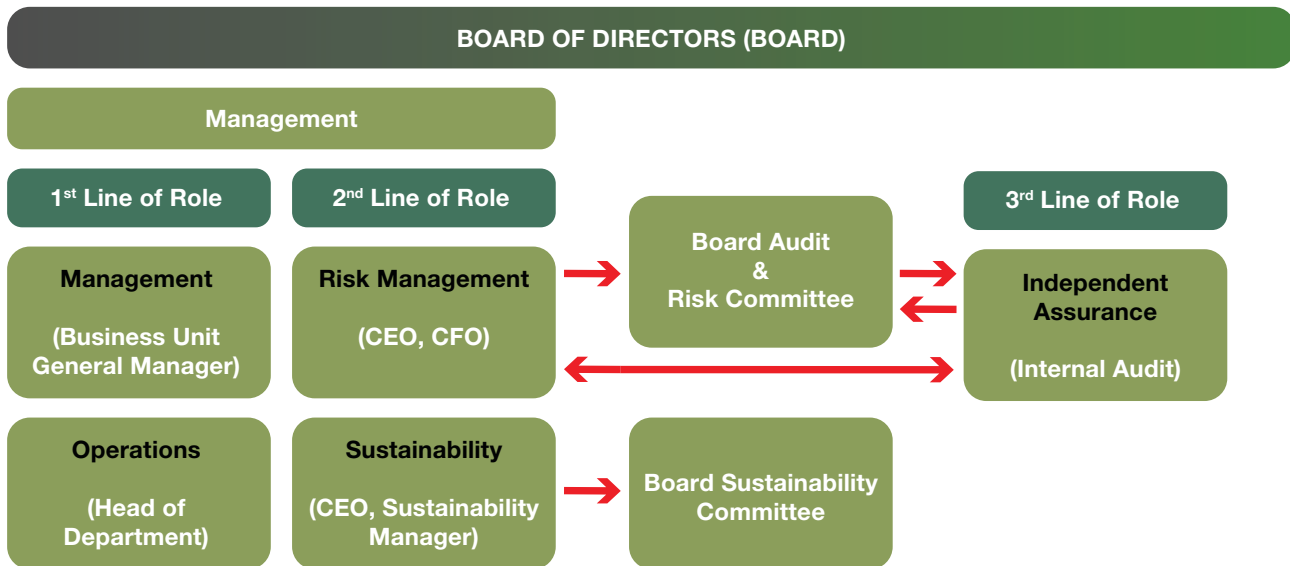 BOARD OF DIRECTORS (BOARD)
Management
1st Line of Role
2nd Line of Role
3rd Line of Role
Management
(Business Unit
General Manager)
Risk Management
(CEO, CFO)
Board Audit
&
Risk Committee
Independent
Assurance
(Internal Audit)
Operations
(Head of
Department)
Sustainability
(CEO, Sustainability
Manager)
Board Sustainability
Committee